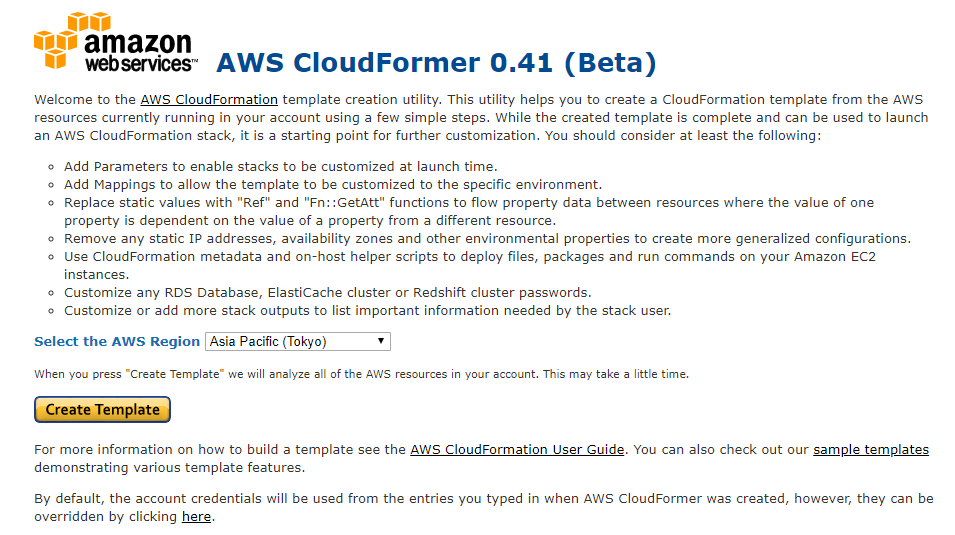 amazon
web services™
AWS CloudFormer 0.41 (Beta)
Welcome to the AWS CloudFormation template creation utility. This utility helps you to create a CloudFormation template from the AWS
resources currently running in your account using a few simple steps. While the created template is complete and can be used to launch
an AWS CloudFormation stack, it is a starting point for further customization. You should consider at least the following:
Add Parameters to enable stacks to be customized at launch time.
Add Mappings to allow the template to be customized to the specific environment.
Replace static values with "Ref" and "Fn::GetAtt" functions to flow property data between resources where the value of one
property is dependent on the value of a property from a different resource.
Remove any static IP addresses, availability zones and other environmental properties to create more generalized configurations.
Use CloudFormation metadata and on-host helper scripts to deploy files, packages and run commands on your Amazon EC2
instances.
Customize any RDS Database, ElastiCache cluster or Redshift cluster passwords.
Customize or add more stack outputs to list important information needed by the stack user.
Select the AWS Region Asia Pacific (Tokyo)
When you press "Create Template" we will analyze all of the AWS resources in your account. This may take a little time.
Create Template
For more information on how to build a template see the AWS CloudFormation User Guide. You can also check out our sample templates
demonstrating various template features.
By default, the account credentials will be used from the entries you typed in when AWS CloudFormer was created, however, they can be
overridden by clicking here.